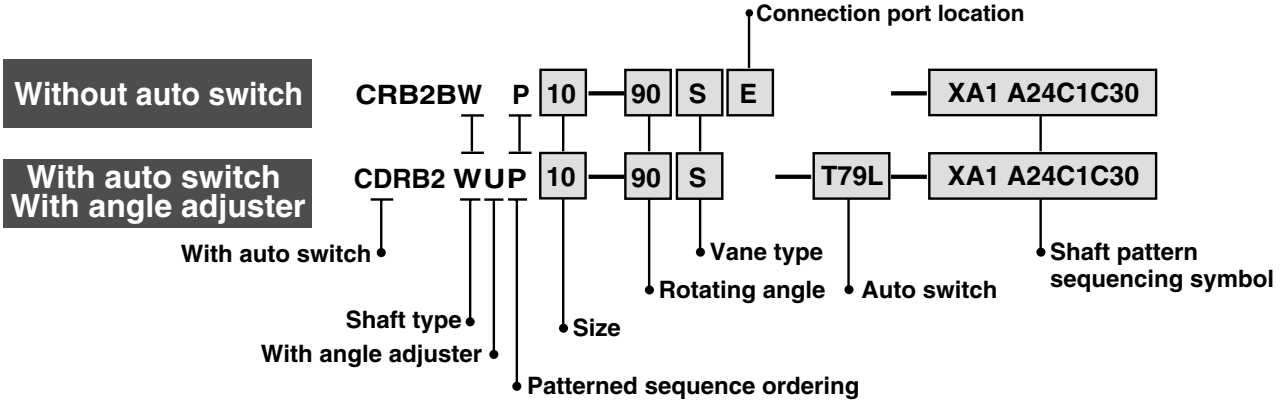 Connection port location
Without auto switch CRB2BW P 10 — 90 S E — XA1 A24C1C30
With auto switch
With angle adjuster
CDRB2 WUP 10 — 90 S — T79L — XA1 A24C1C30
With auto switch
Vane type
Shaft pattern
sequencing symbol
Rotating angle
Auto switch
Shaft type
Size
With angle adjuster
Patterned sequence ordering